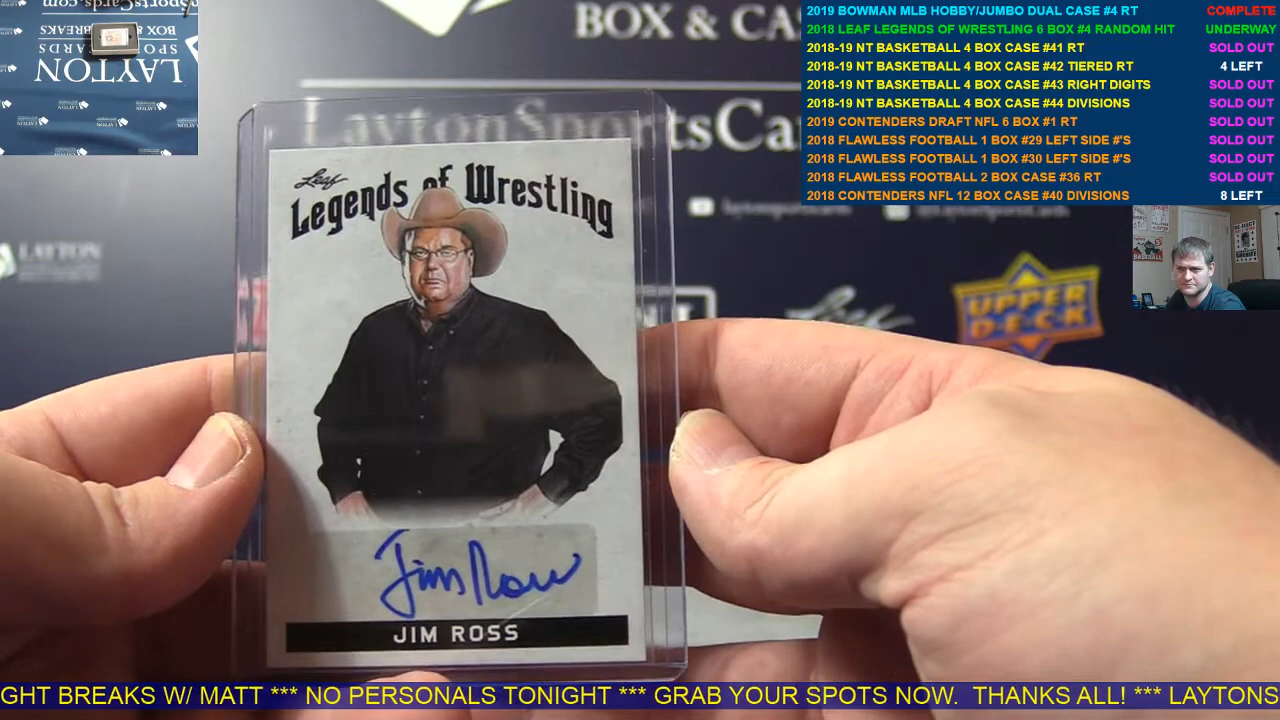 BOX & CA
LaytonSportsCa
LAYTON
SPORTS
LAYTON
UPPER DECK
Leaf
Legends of Wrestling
Jim Ross
JIM ROSS
2019 BOWMAN MLB HOBBY/JUMBO DUAL CASE #4 RT COMPLETE
2018 LEAF LEGENDS OF WRESTLING 6 BOX #4 RANDOM HIT UNDERWAY
2018-19 NT BASKETBALL 4 BOX CASE #41 RT SOLD OUT
2018-19 NT BASKETBALL 4 BOX CASE #42 TIERED RT 4 LEFT
2018-19 NT BASKETBALL 4 BOX CASE #43 RIGHT DIGITS SOLD OUT
2018-19 NT BASKETBALL 4 BOX CASE #44 DIVISIONS SOLD OUT
2019 CONTENDERS DRAFT NFL 6 BOX #1 RT SOLD OUT
2018 FLAWLESS FOOTBALL 1 BOX #29 LEFT SIDE #'S SOLD OUT
2018 FLAWLESS FOOTBALL 1 BOX #30 LEFT SIDE #'S SOLD OUT
2018 FLAWLESS FOOTBALL 2 BOX CASE #36 RT SOLD OUT
2018 CONTENDERS NFL 12 BOX CASE #40 DIVISIONS 8 LEFT
GHT BREAKS W/ MATT *** NO PERSONALS TONIGHT *** GRAB YOUR SPOTS NOW. THANKS ALL! *** LAYTONS